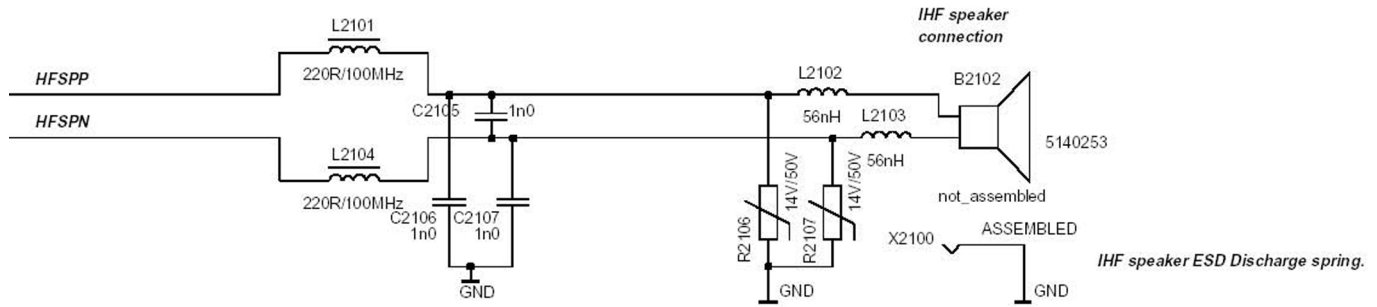 IHF speaker
connection
L2101
220R/100MHz
HFSPP
L2102
B2102
C2105
1n0
56nH
L2103
HFSPN
56nH
5140253
L2104
220R/100MHz
not_assembled
C2106
1n0
C2107
1n0
R2106
14V/50V
R2107
14V/50V
X2100
ASSEMBLED
IHF speaker ESD Discharge spring.
GND
GND
GND